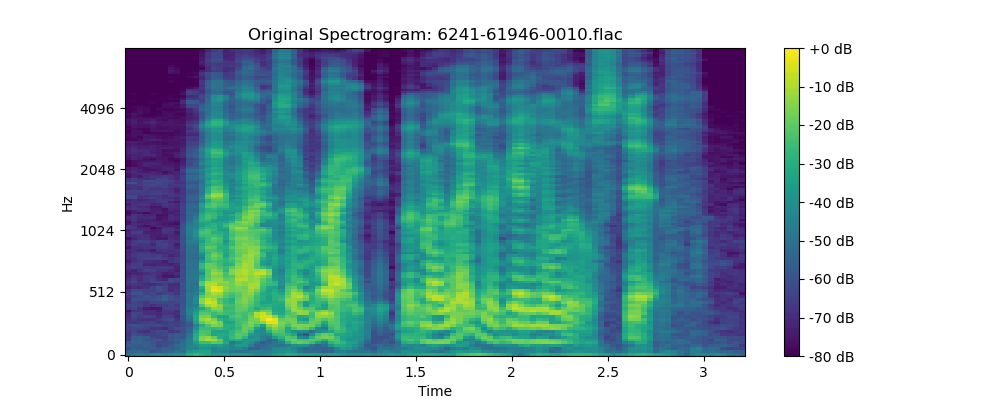 Original Spectrogram: 6241-61946-0010.flac
Hz
4096
2048
1024
512
0
0
0.5
1
1.5
2
2.5
3
Time
+0 dB
-10 dB
-20 dB
-30 dB
-40 dB
-50 dB
-60 dB
-70 dB
-80 dB